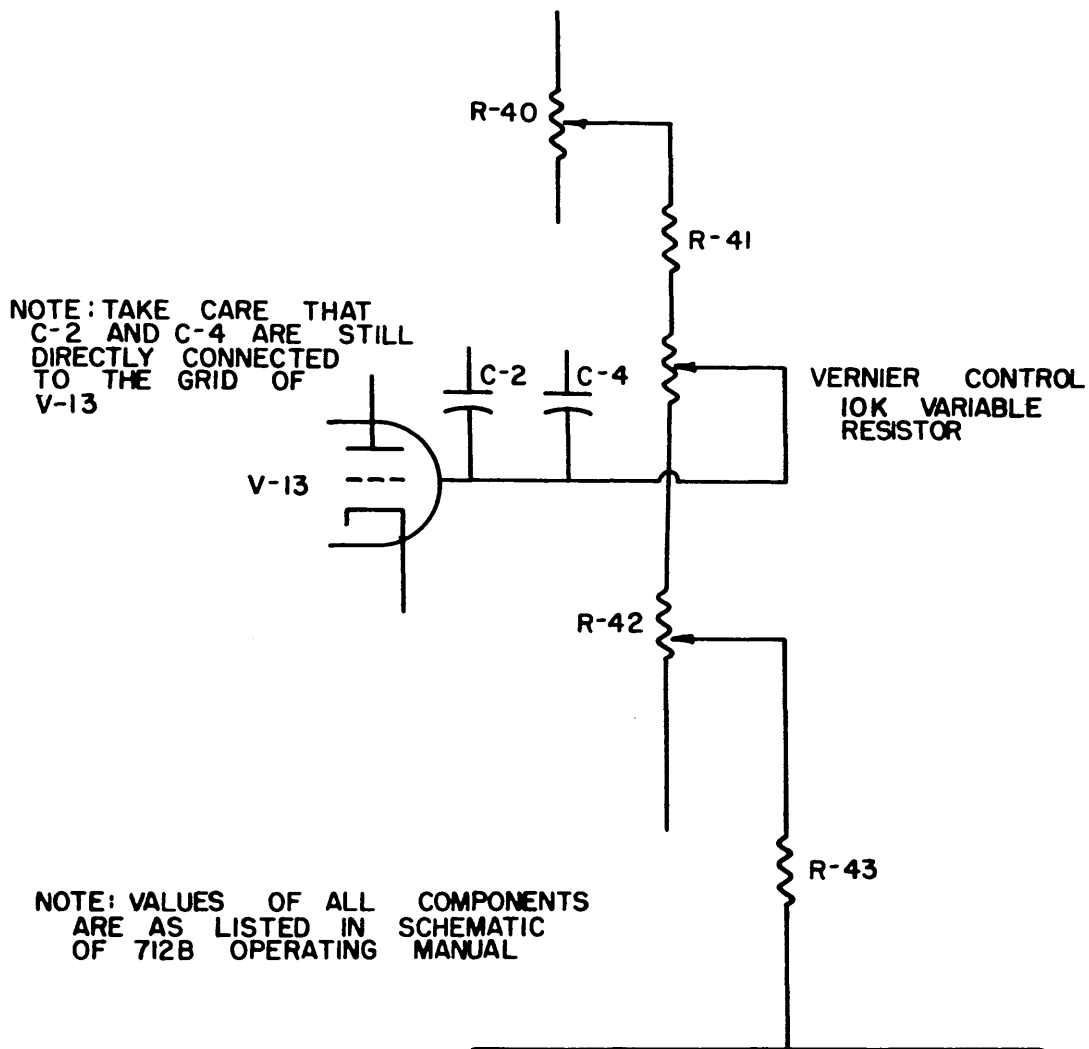 R-40
R-41
NOTE: TAKE CARE THAT
C-2 AND C-4 ARE STILL
DIRECTLY CONNECTED
TO THE GRID OF
V-13
C-2
C-4
VERNIER CONTROL
10K VARIABLE
RESISTOR
V-13
R-42
R-43
NOTE: VALUES OF ALL COMPONENTS
ARE AS LISTED IN SCHEMATIC
OF 712B OPERATING MANUAL